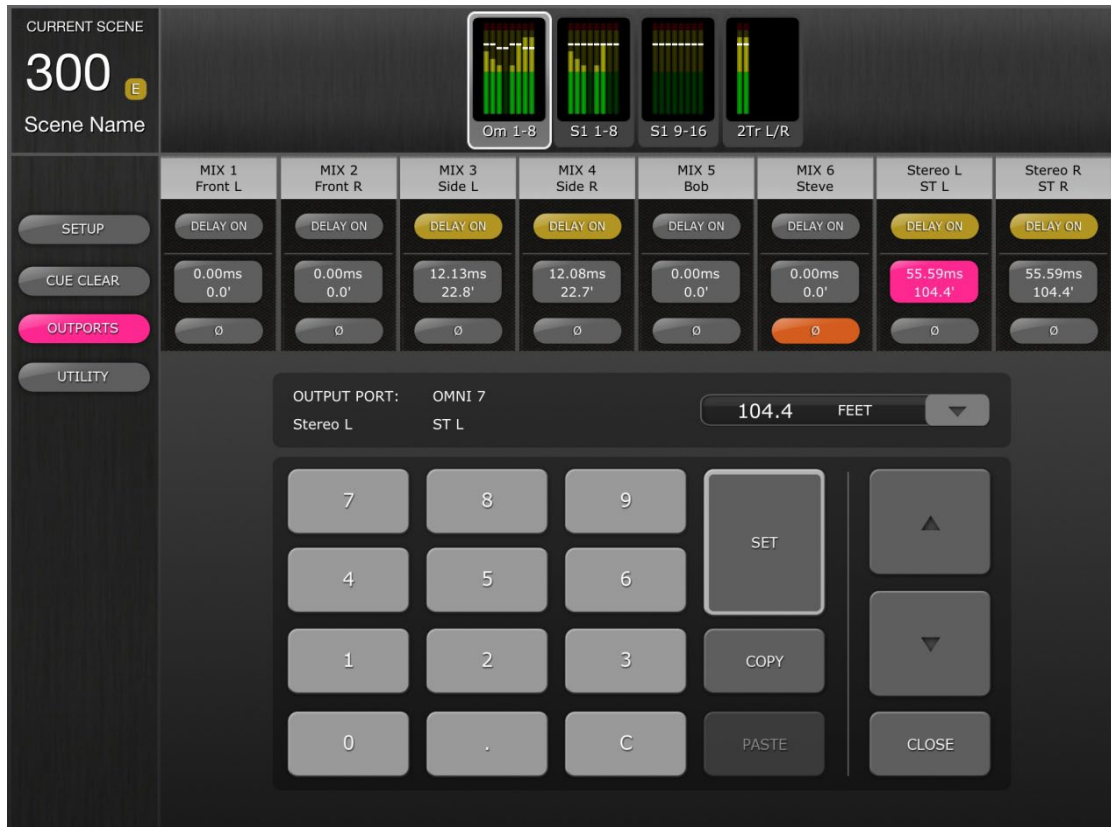 CURRENT SCENE
300 E
Scene Name
Om 1-8 S1 1-8 S1 9-16 2Tr L/R
MIX 1 MIX 2 MIX 3 MIX 4 MIX 5 MIX 6 Stereo L Stereo R
Front L Front R Side L Side R Bob Steve ST L ST R
SETUP
CUE CLEAR
OUTPORTS
UTILITY
DELAY ON DELAY ON DELAY ON DELAY ON DELAY ON DELAY ON DELAY ON DELAY ON
0.00ms 0.00ms 12.13ms 12.08ms 0.00ms 0.00ms 55.59ms 55.59ms
0.0' 0.0' 22.8' 22.7' 0.0' 0.0' 104.4' 104.4'
Ø Ø Ø Ø Ø Ø Ø Ø
OUTPUT PORT: OMNI 7
Stereo L ST L
104.4 FEET
7 8 9 SET
4 5 6
1 2 3 COPY
0 . C PASTE CLOSE